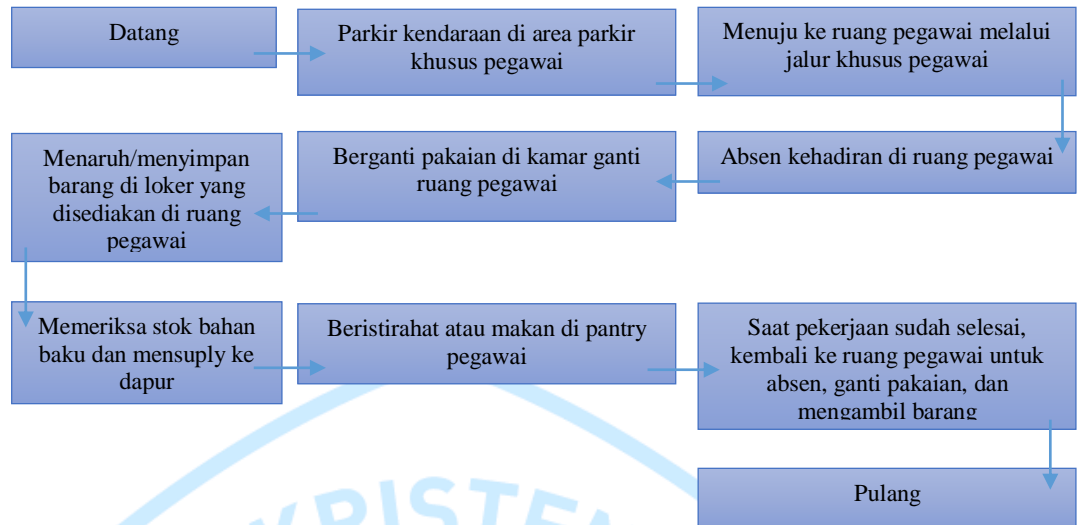 Datang
Parkir kendaraan di area parkir
khusus pegawai
Menuju ke ruang pegawai melalui
jalur khusus pegawai
Absen kehadiran di ruang pegawai
Berganti pakaian di kamar ganti
ruang pegawai
Menaruh/menyimpan
barang di loker yang
disediakan di ruang
pegawai
Memeriksa stok bahan
baku dan mensuply ke
dapur
Beristirahat atau makan di pantry
pegawai
Saat pekerjaan sudah selesai,
kembali ke ruang pegawai untuk
absen, ganti pakaian, dan
mengambil barang
Pulang
KRISTEN